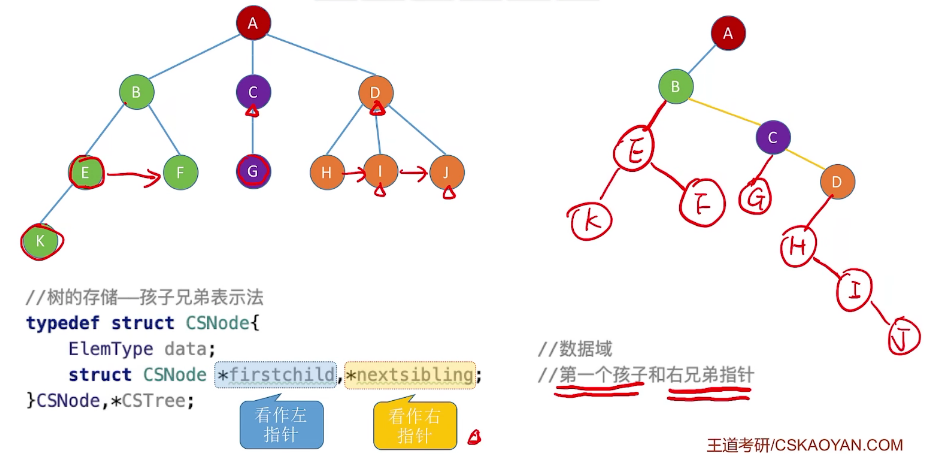 A
B
C
D
E
F
G
H
I
J
K
A
B
C
D
E
K
F
G
H
I
J
//树的存储——孩子兄弟表示法
typedef struct CSNode{
ElemType data; //数据域
struct CSNode *firstchild,*nextsibling; //第一个孩子和右兄弟指针
}CSNode,*CSTree;
看作左
指针
看作右
指针
王道考研/CSKAOYAN.COM